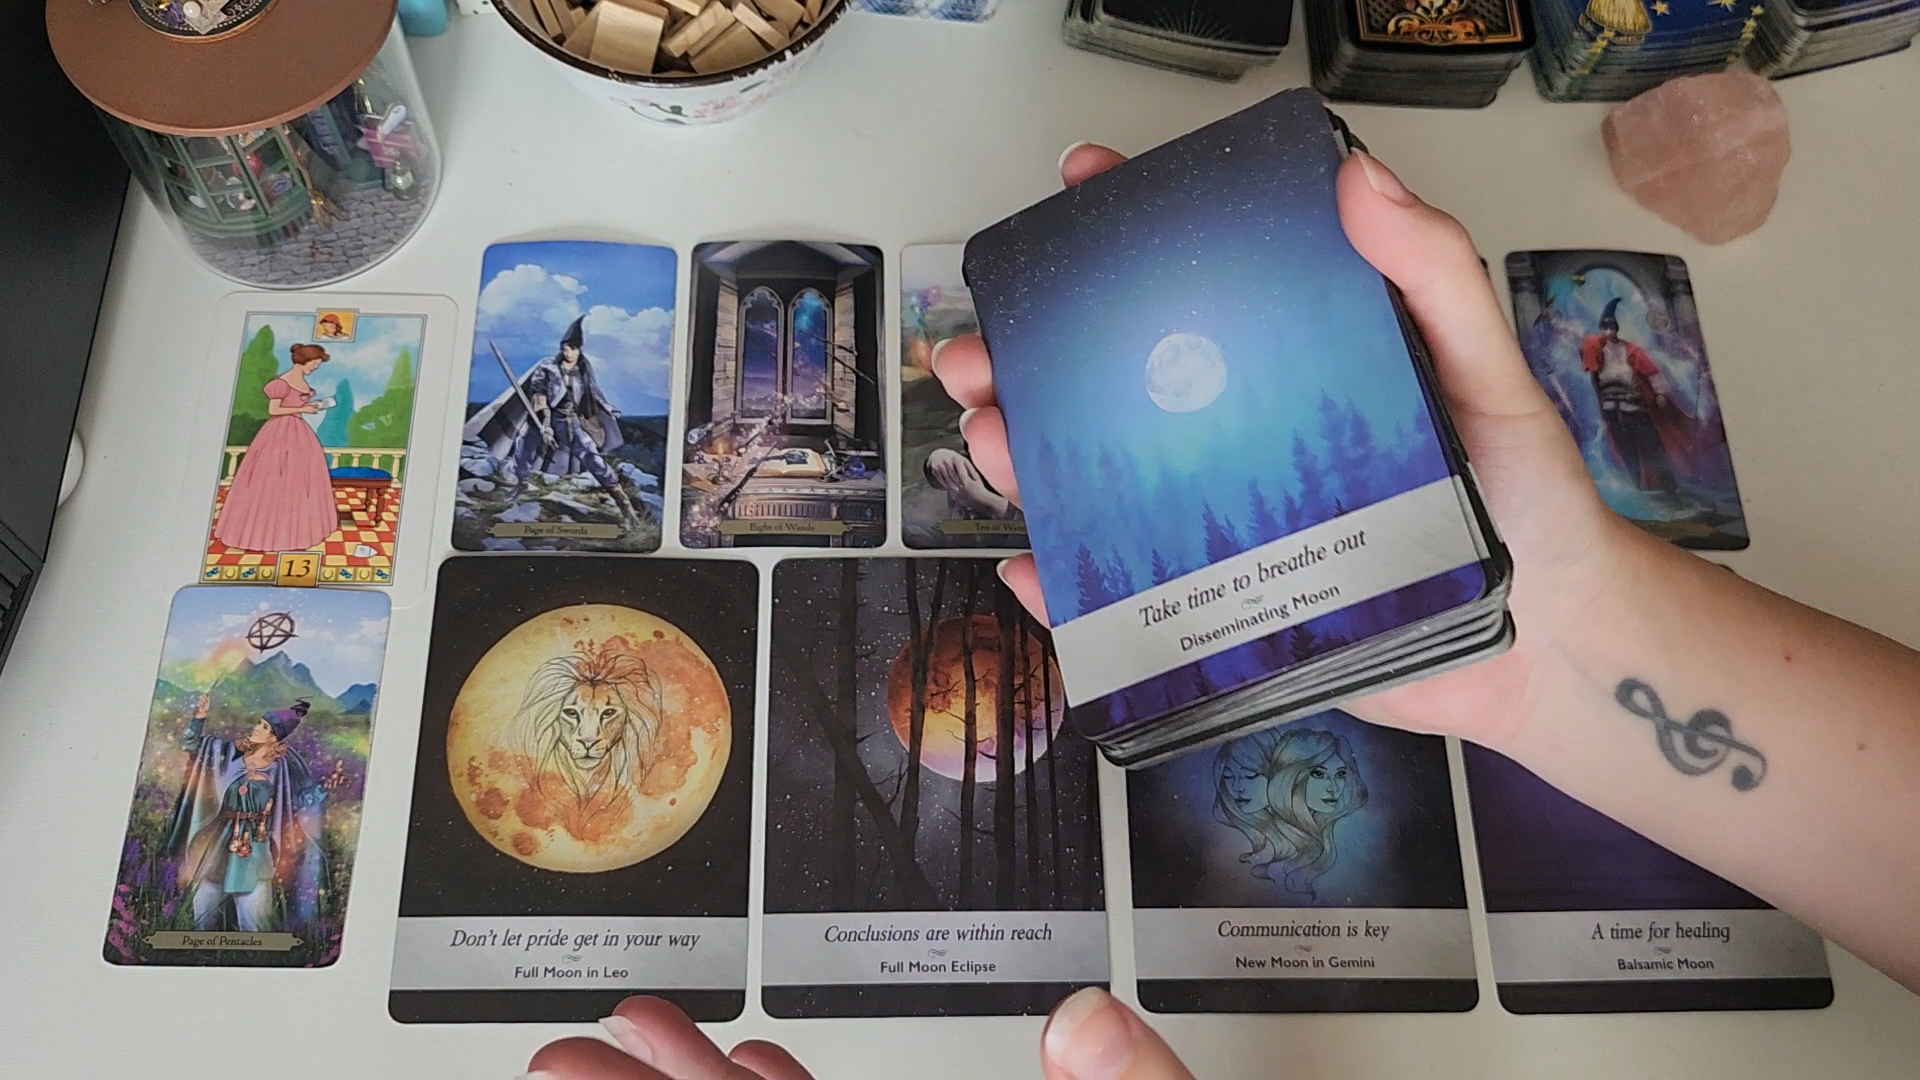 13
Page of Swords
Eight of Wands
Ten of
Take time to breathe out
Disseminating Moon
Page of Pentacles
Don't let pride get in your way
Full Moon in Leo
Conclusions are within reach
Full Moon Eclipse
Communication is key
New Moon in Gemini
A time for healing
Balsamic Moon